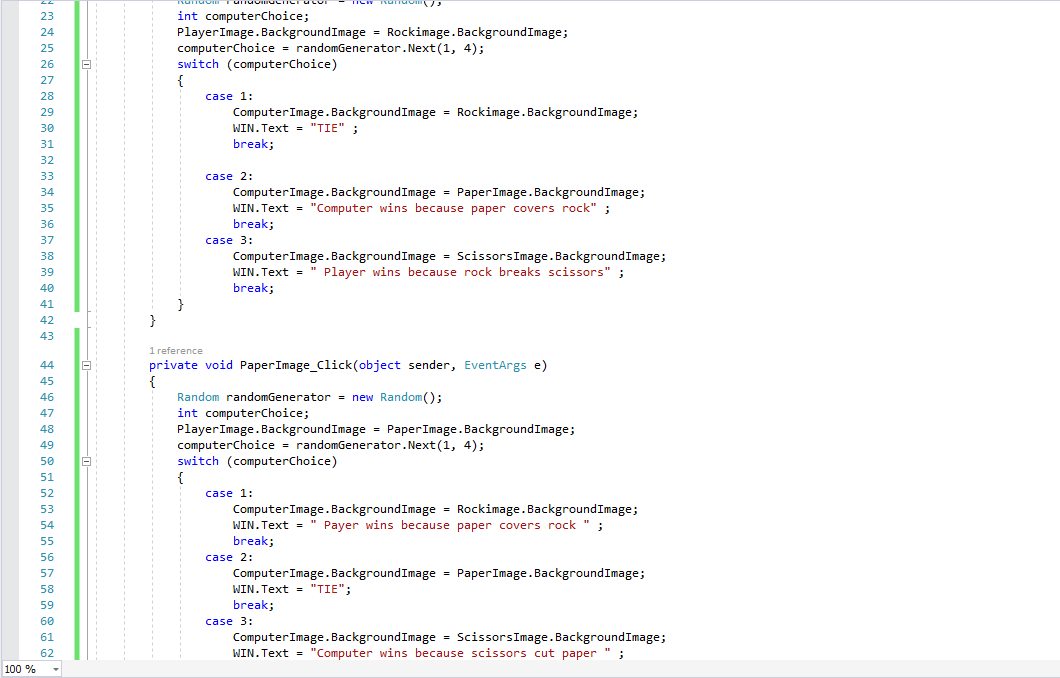 22 Random randomGenerator = new Random();
23 int computerChoice;
24 PlayerImage.BackgroundImage = Rockimage.BackgroundImage;
25 computerChoice = randomGenerator.Next(1, 4);
26 switch (computerChoice)
27 {
28 case 1:
29 ComputerImage.BackgroundImage = Rockimage.BackgroundImage;
30 WIN.Text = "TIE" ;
31 break;
32
33 case 2:
34 ComputerImage.BackgroundImage = PaperImage.BackgroundImage;
35 WIN.Text = "Computer wins because paper covers rock" ;
36 break;
37 case 3:
38 ComputerImage.BackgroundImage = ScissorsImage.BackgroundImage;
39 WIN.Text = " Player wins because rock breaks scissors" ;
40 break;
41 }
42 }
43
1 reference
44 private void PaperImage_Click(object sender, EventArgs e)
45 {
46 Random randomGenerator = new Random();
47 int computerChoice;
48 PlayerImage.BackgroundImage = PaperImage.BackgroundImage;
49 computerChoice = randomGenerator.Next(1, 4);
50 switch (computerChoice)
51 {
52 case 1:
53 ComputerImage.BackgroundImage = Rockimage.BackgroundImage;
54 WIN.Text = " Payer wins because paper covers rock " ;
55 break;
56 case 2:
57 ComputerImage.BackgroundImage = PaperImage.BackgroundImage;
58 WIN.Text = "TIE";
59 break;
60 case 3:
61 ComputerImage.BackgroundImage = ScissorsImage.BackgroundImage;
62 WIN.Text = "Computer wins because scissors cut paper " ;
100 %